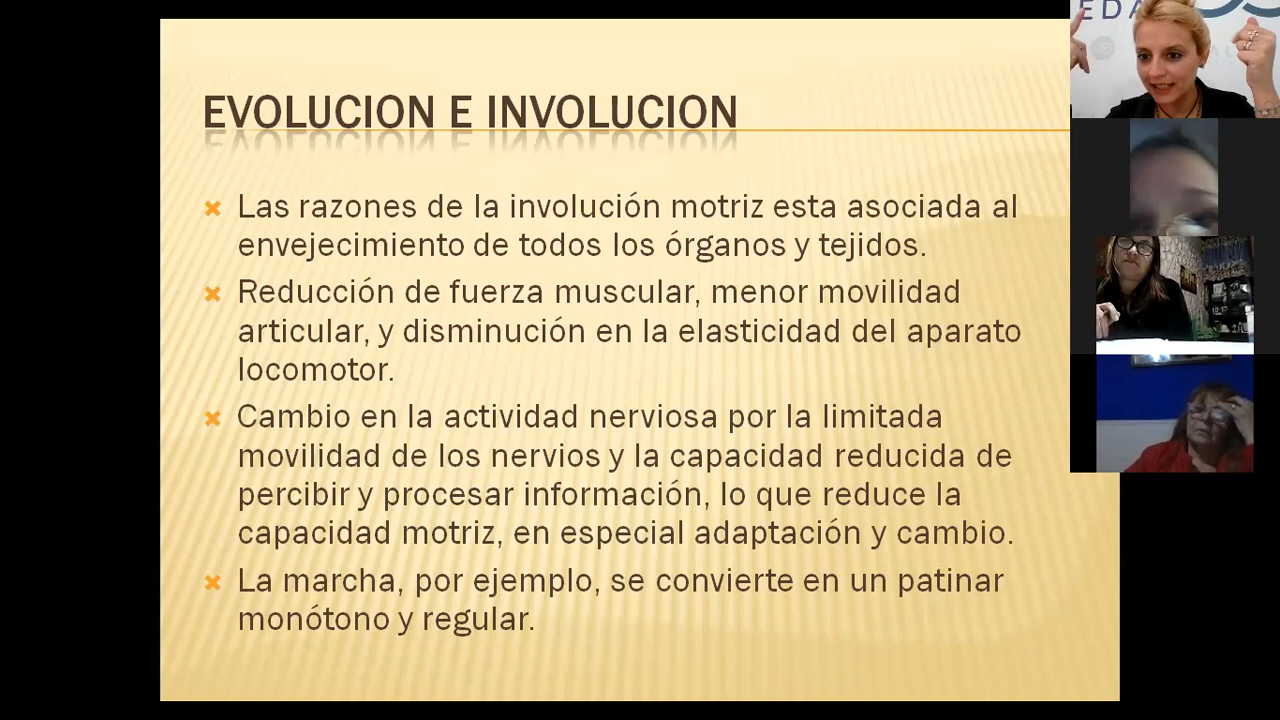 EVOLUCION E INVOLUCION
Las razones de la involución motriz esta asociada al
envejecimiento de todos los órganos y tejidos.
Reducción de fuerza muscular, menor movilidad
articular, y disminución en la elasticidad del aparato
locomotor.
Cambio en la actividad nerviosa por la limitada
movilidad de los nervios y la capacidad reducida de
percibir y procesar información, lo que reduce la
capacidad motriz, en especial adaptación y cambio.
La marcha, por ejemplo, se convierte en un patinar
monótono y regular.